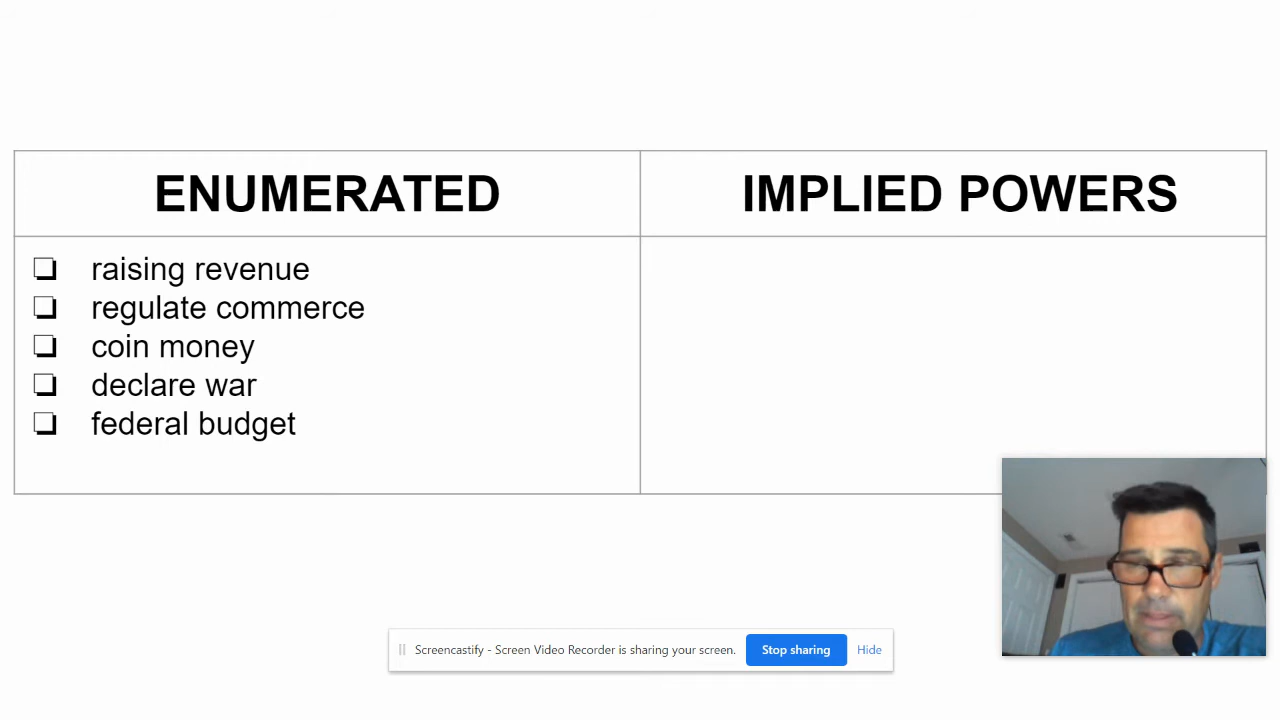 ENUMERATED
IMPLIED POWERS
raising revenue
regulate commerce
coin money
declare war
federal budget
Screencastify - Screen Video Recorder is sharing your screen.
Stop sharing
Hide